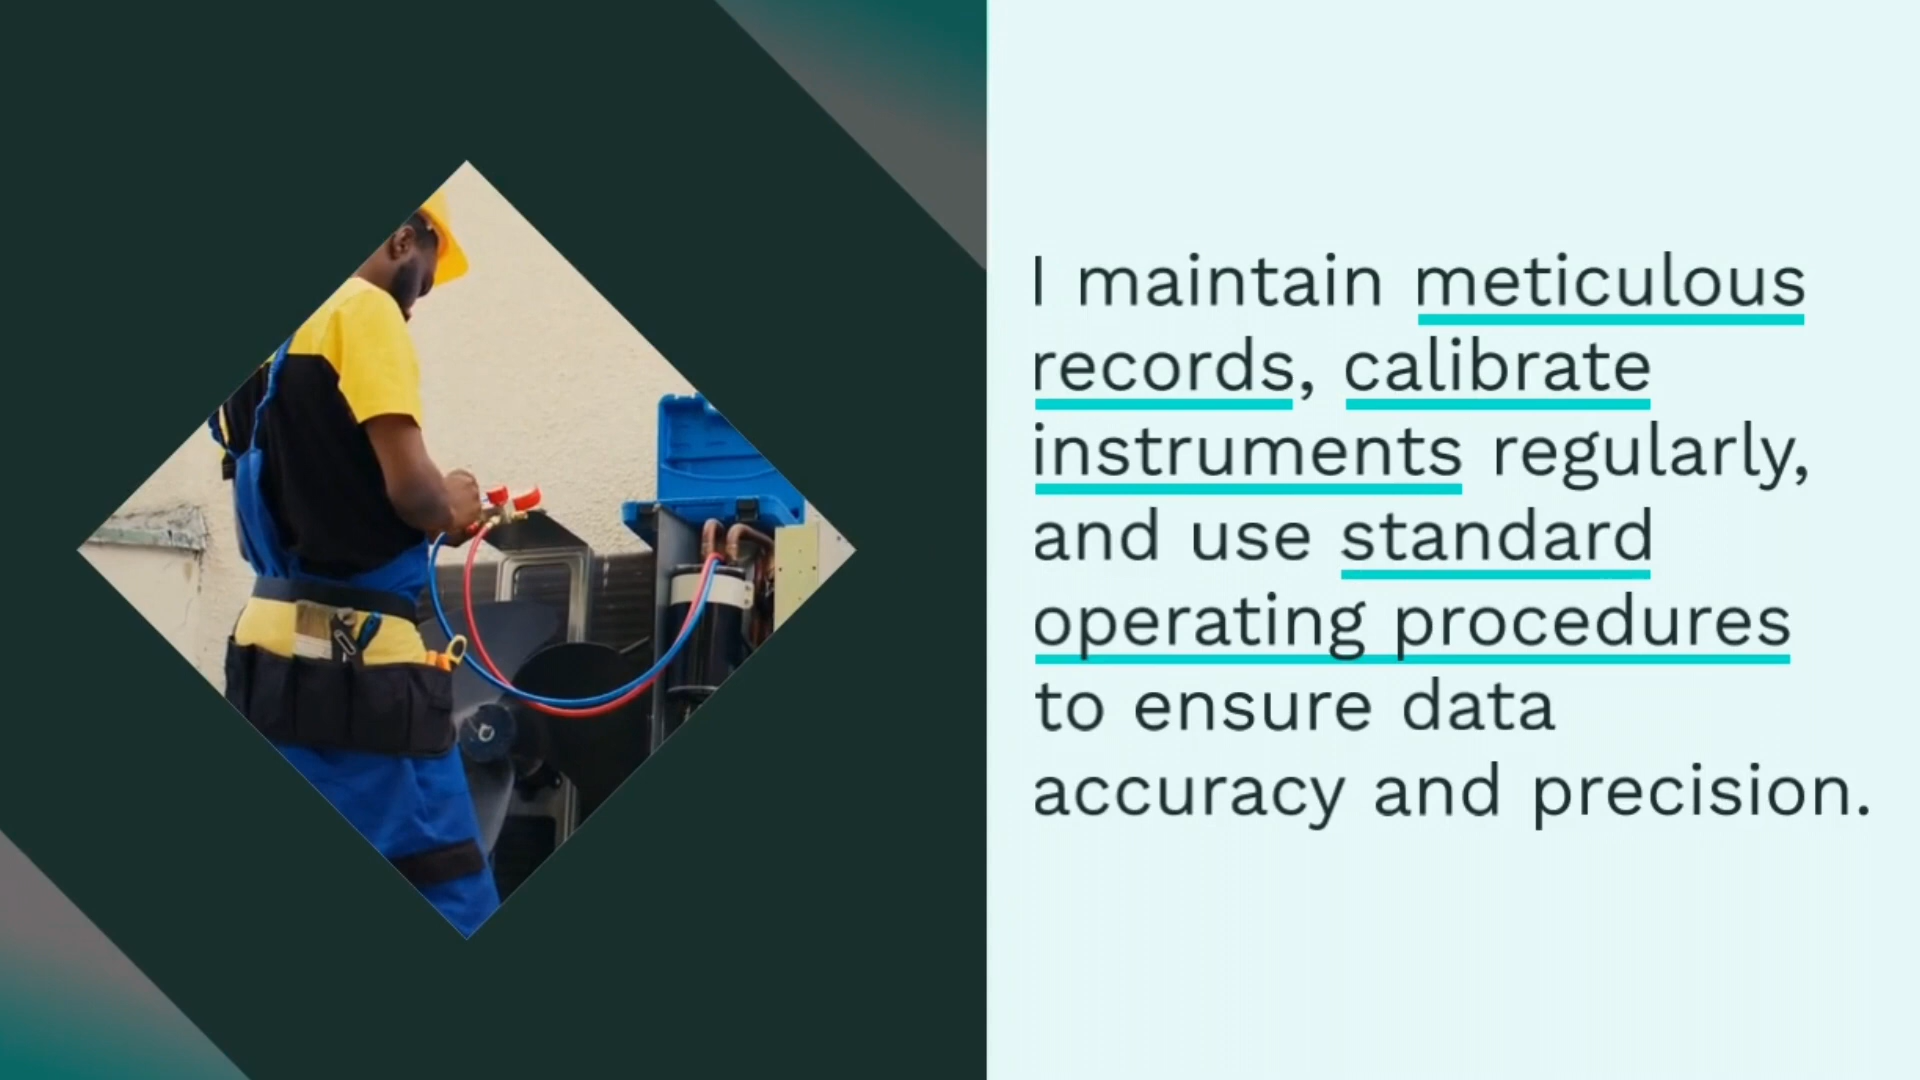 I maintain meticulous
records, calibrate
instruments regularly,
and use standard
operating procedures
to ensure data
accuracy and precision.